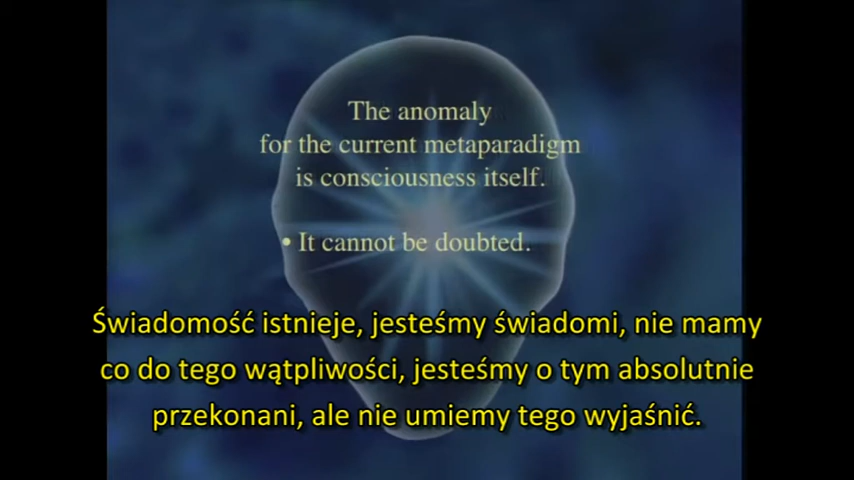 The anomaly
for the current metaparadigm
is consciousness itself.
• It cannot be doubted.
Świadomość istnieje, jesteśmy świadomi, nie mamy
co do tego wątpliwości, jesteśmy o tym absolutnie
przekonani, ale nie umiemy tego wyjaśnić.